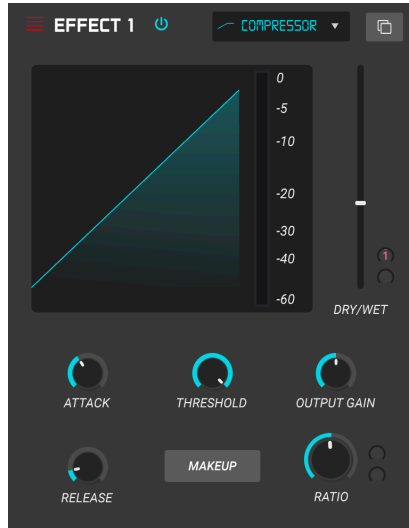 EFFECT 1
COMPRESSOR
0
-5
-10
-20
-30
-40
-60
1
DRY/WET
ATTACK
THRESHOLD
OUTPUT GAIN
RELEASE
MAKEUP
RATIO